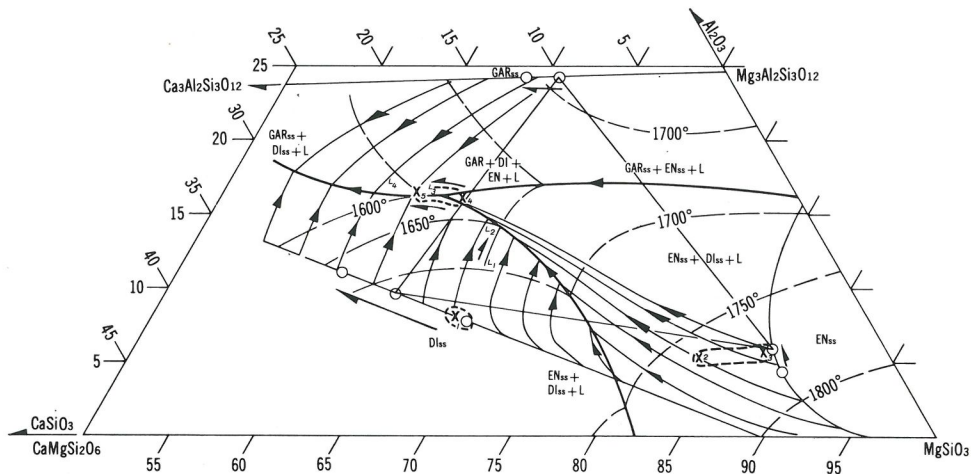 25
20
15
10
5
Al₂O₃
25
GARss
Mg₃Al₂Si₃O₁₂
Ca₃Al₂Si₃O₁₂
30
20
1700°
GARss+
DIss+L
GAR+DI+
EN+L
GARss+ENss+L
35
L₄
X₅
L₃
X₄
15
1600°
1650°
L₂
1700°
40
ENss+DIss+L
L₁
10
1750°
X
DIss
ENss
45
X₂
X₃
5
ENss+
DIss+L
1800°
CaSiO₃
CaMgSi₂O₆
MgSiO₃
55
60
65
70
75
80
85
90
95